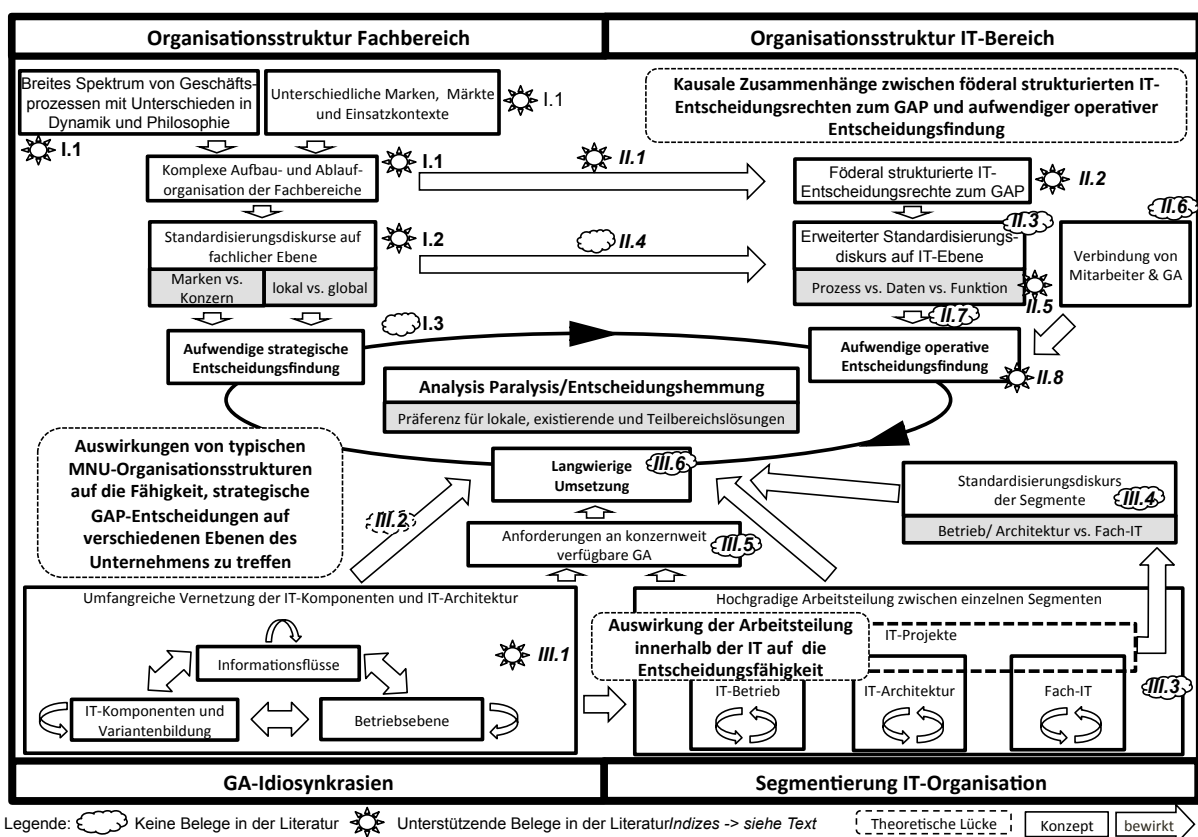 Organisationsstruktur Fachbereich
Organisationsstruktur IT-Bereich
Breites Spektrum von Geschäfts-
prozessen mit Unterschieden in
Dynamik und Philosophie
I.1
Unterschiedliche Marken, Märkte
und Einsatzkontexte
I.1
Kausale Zusammenhänge zwischen föderal strukturierten IT-
Entscheidungsrechten zum GAP und aufwendiger operativer
Entscheidungsfindung
Komplexe Aufbau- und Ablauf-
organisation der Fachbereiche
I.1
II.1
Föderal strukturierte IT-
Entscheidungsrechte zum GAP
II.2
Standardisierungsdiskurse auf
fachlicher Ebene
Marken vs.
Konzern
lokal vs. global
I.2
II.4
II.3
Erweiterter Standardisierungs-
diskurs auf IT-Ebene
Prozess vs. Daten vs. Funktion
II.5
II.6
Verbindung von
Mitarbeiter & GA
I.3
II.7
Aufwendige strategische
Entscheidungsfindung
Aufwendige operative
Entscheidungsfindung
II.8
Analysis Paralysis/Entscheidungshemmung
Präferenz für lokale, existierende und Teilbereichslösungen
Auswirkungen von typischen
MNU-Organisationsstrukturen
auf die Fähigkeit, strategische
GAP-Entscheidungen auf
verschiedenen Ebenen des
Unternehmens zu treffen
Langwierige
Umsetzung
III.6
III.2
Anforderungen an konzernweit
verfügbare GA
III.5
Standardisierungsdiskurs
der Segmente
III.4
Betrieb/ Architektur vs. Fach-IT
Umfangreiche Vernetzung der IT-Komponenten und IT-Architektur
Informationsflüsse
IT-Komponenten und
Variantenbildung
Betriebsebene
III.1
Hochgradige Arbeitsteilung zwischen einzelnen Segmenten
Auswirkung der Arbeitsteilung
innerhalb der IT auf die
Entscheidungsfähigkeit
IT-Projekte
IT-Betrieb
IT-Architektur
Fach-IT
III.3
GA-Idiosynkrasien
Segmentierung IT-Organisation
Legende:
Keine Belege in der Literatur
Unterstützende Belege in der Literatur
Indizes -> siehe Text
Theoretische Lücke
Konzept
bewirkt